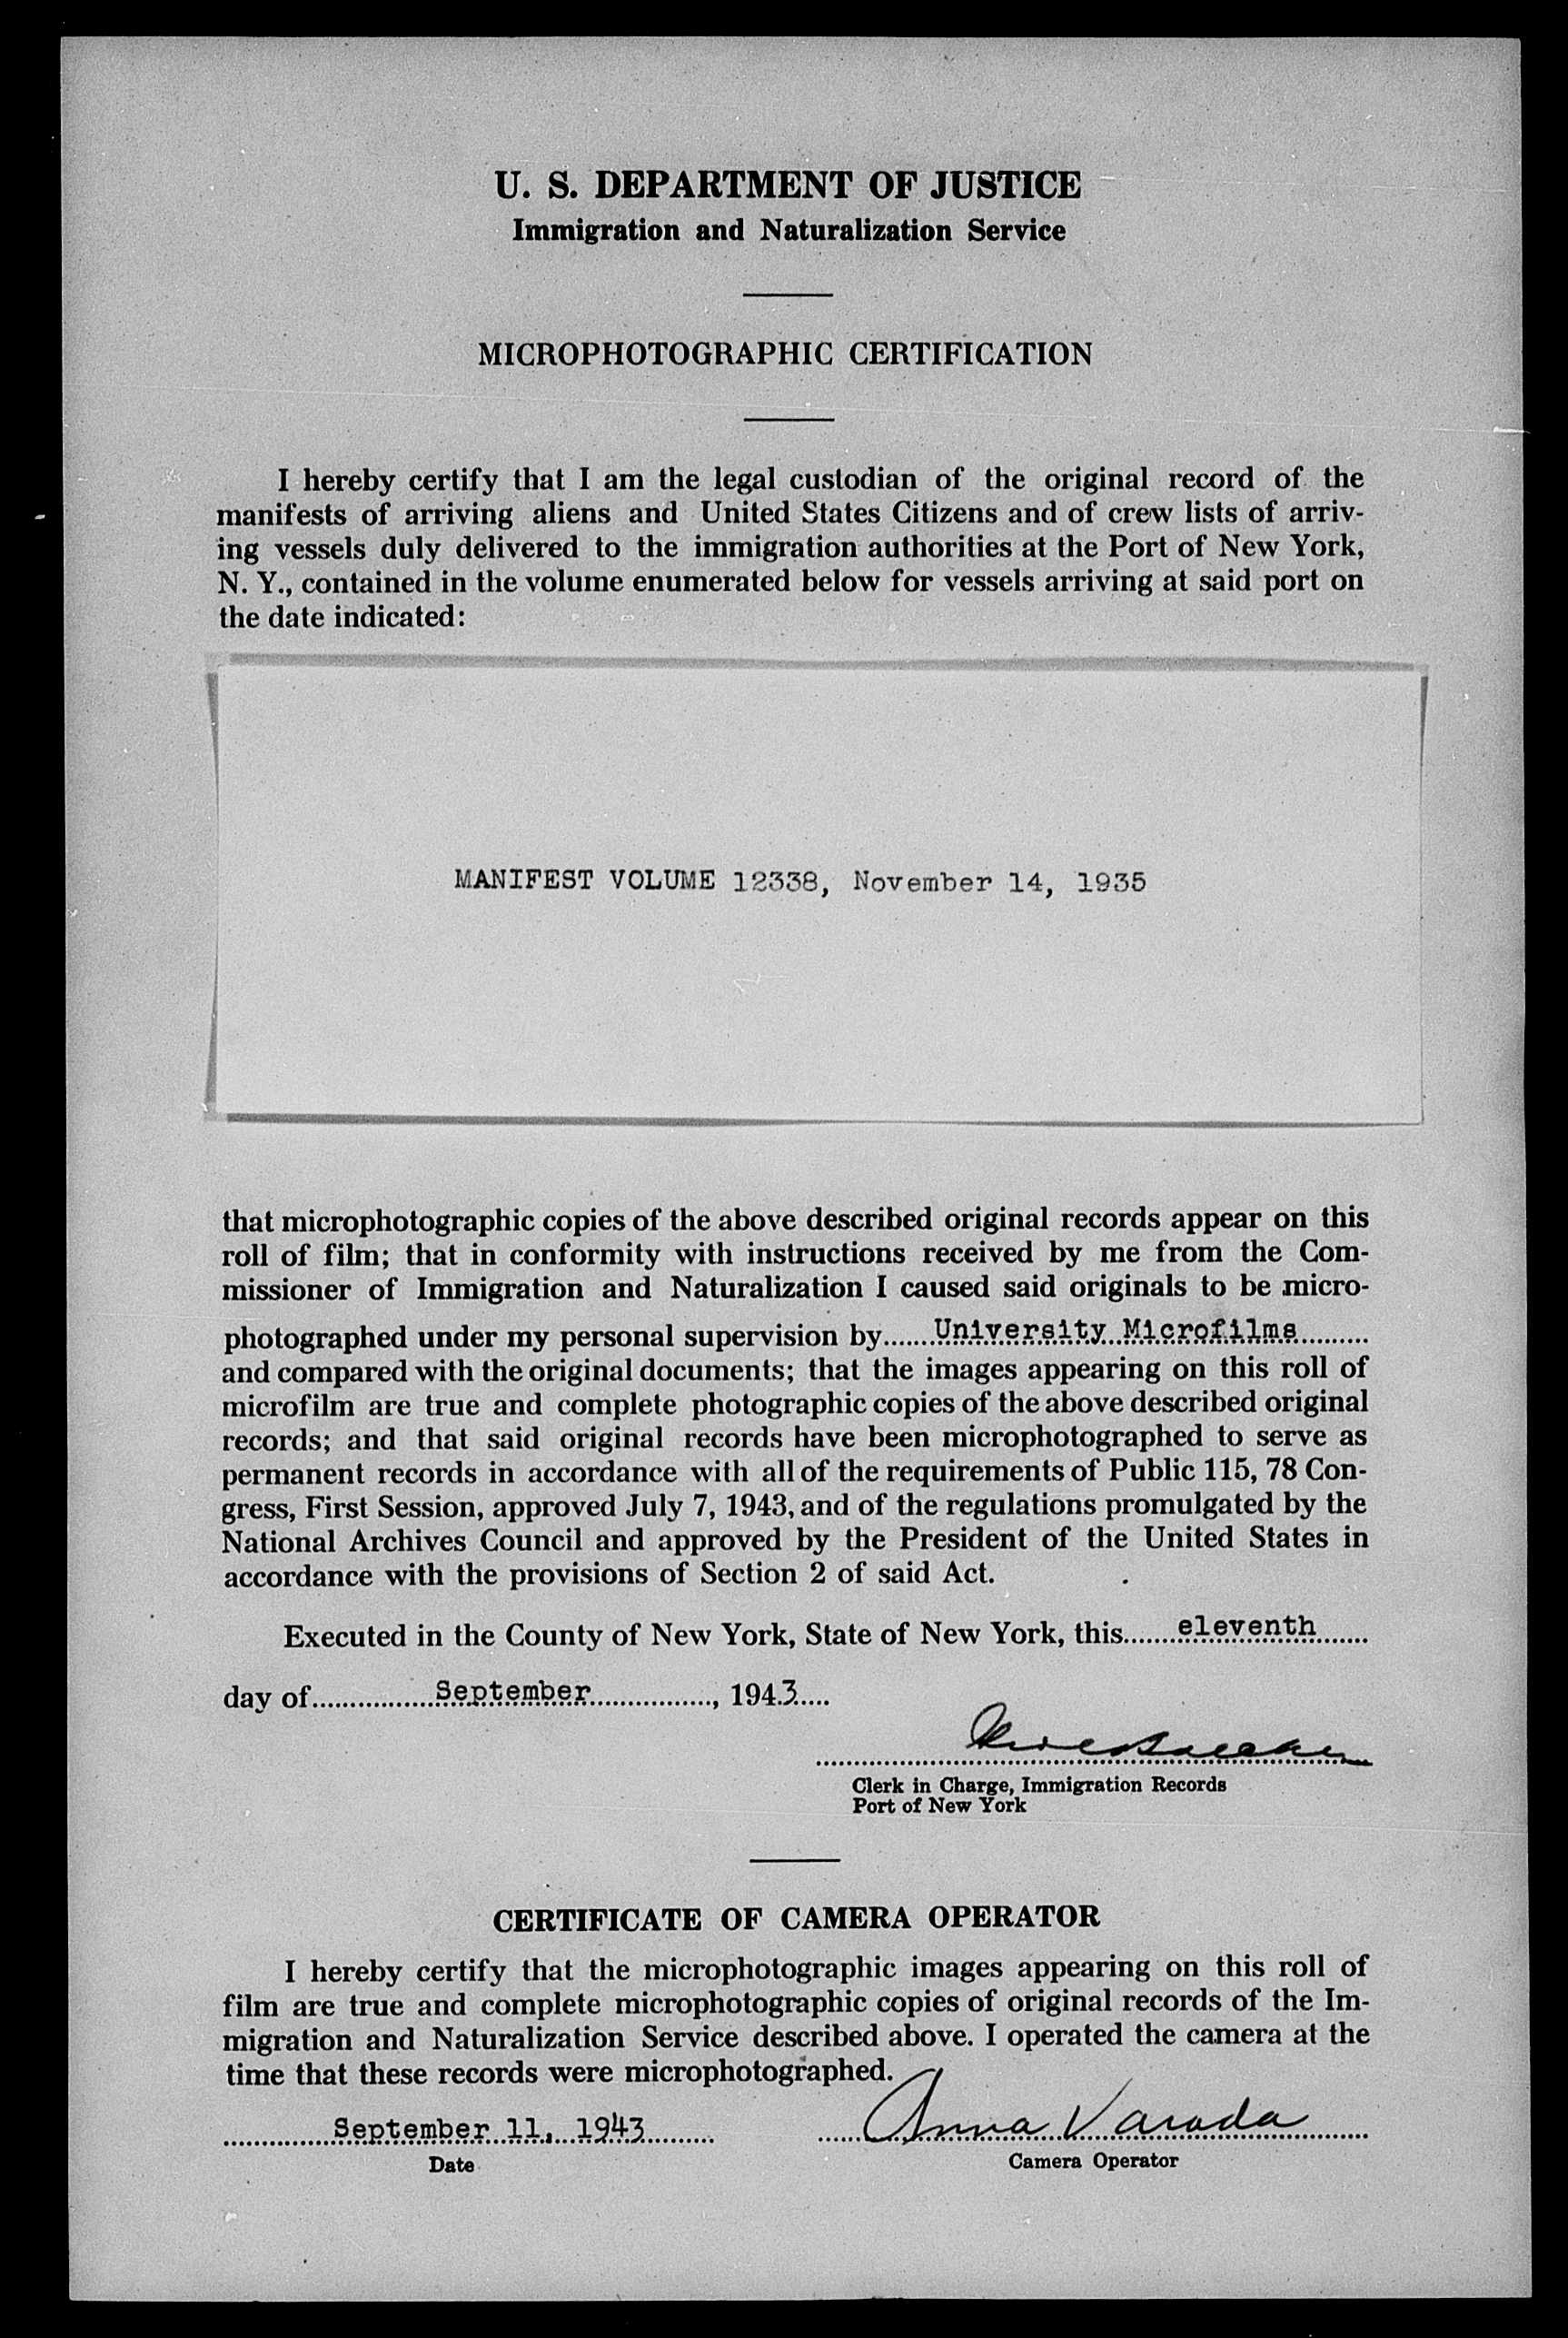 U. S. DEPARTMENT OF JUSTICE
Immigration and Naturalization Service
MICROPHOTOGRAPHIC CERTIFICATION
I hereby certify that I am the legal custodian of the original record of the
manifests of arriving aliens and United States Citizens and of crew lists of arriv-
ing vessels duly delivered to the immigration authorities at the Port of New York,
N. Y., contained in the volume enumerated below for vessels arriving at said port on
the date indicated:
MANIFEST VOLUME 12338, November 14, 1935
that microphotographic copies of the above described original records appear on this
roll of film; that in conformity with instructions received by me from the Com-
missioner of Immigration and Naturalization I caused said originals to be micro-
photographed under my personal supervision by......University Microfilms..........
and compared with the original documents; that the images appearing on this roll of
microfilm are true and complete photographic copies of the above described original
records; and that said original records have been microphotographed to serve as
permanent records in accordance with all of the requirements of Public 115, 78 Con-
gress, First Session, approved July 7, 1943, and of the regulations promulgated by the
National Archives Council and approved by the President of the United States in
accordance with the provisions of Section 2 of said Act.
Executed in the County of New York, State of New York, this.......eleventh.......
day of................September................, 1943.....
Clerk in Charge, Immigration Records
Port of New York
CERTIFICATE OF CAMERA OPERATOR
I hereby certify that the microphotographic images appearing on this roll of
film are true and complete microphotographic copies of original records of the Im-
migration and Naturalization Service described above. I operated the camera at the
time that these records were microphotographed.
September 11, 1943 Anna Varada
Date Camera Operator